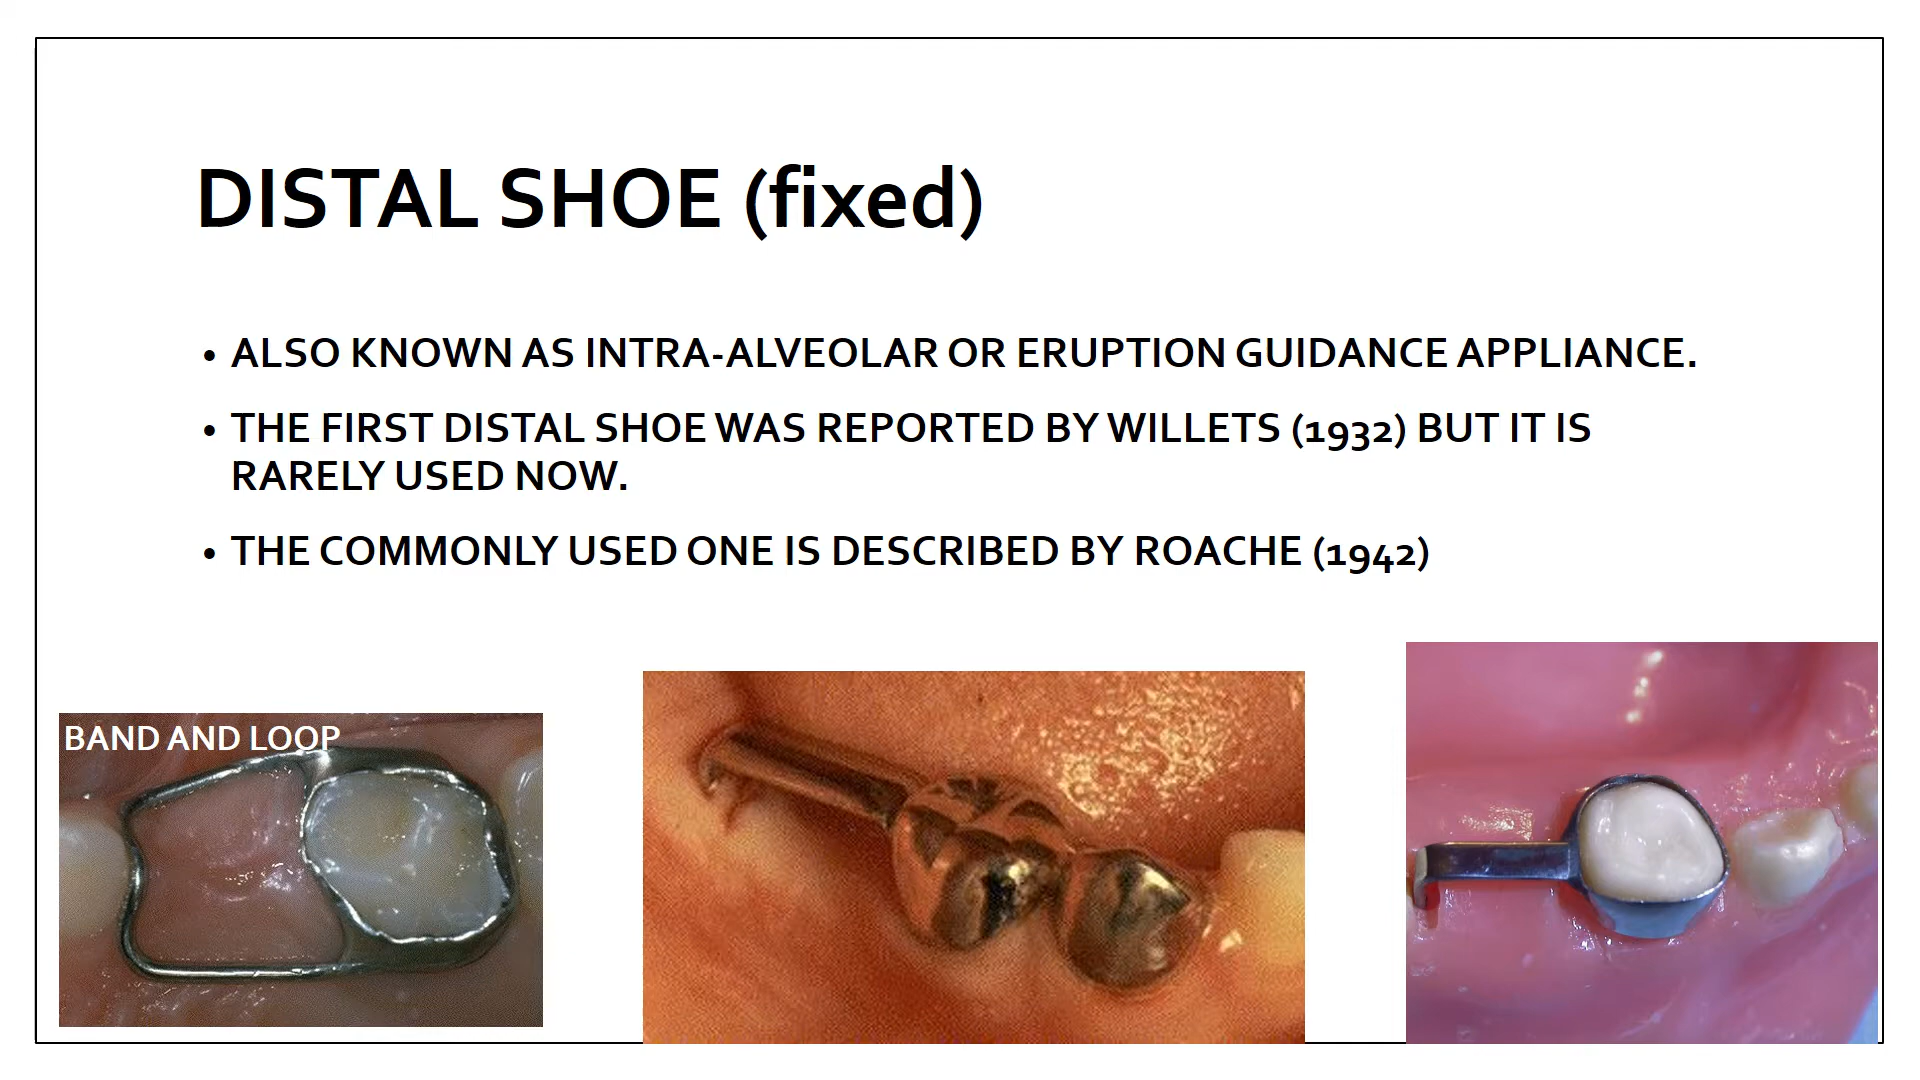 DISTAL SHOE (fixed)
• ALSO KNOWN AS INTRA-ALVEOLAR OR ERUPTION GUIDANCE APPLIANCE.
• THE FIRST DISTAL SHOE WAS REPORTED BY WILLETS (1932) BUT IT IS
RARELY USED NOW.
• THE COMMONLY USED ONE IS DESCRIBED BY ROACHE (1942)
BAND AND LOOP